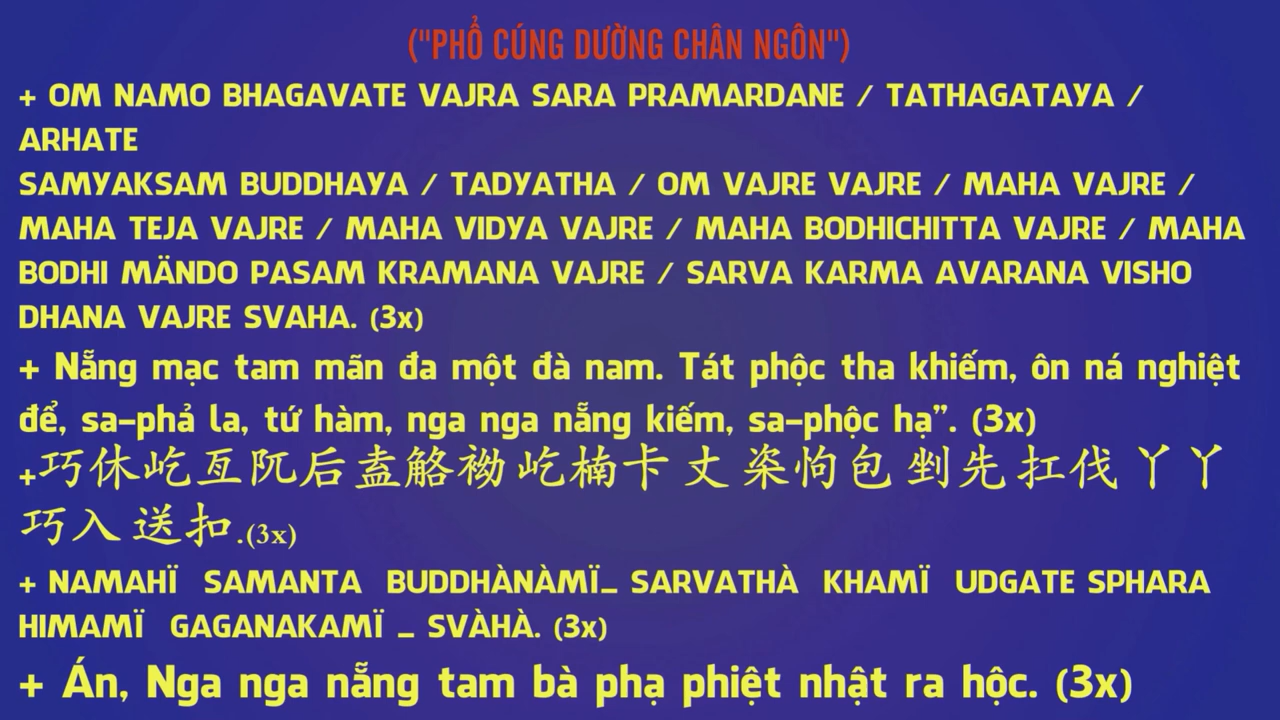 ("PHỔ CÚNG DƯỜNG CHÂN NGÔN")
+ OM NAMO BHAGAVATE VAJRA SARA PRAMARDANE / TATHAGATAYA /
ARHATE
SAMYAKSAM BUDDHAYA / TADYATHA / OM VAJRE VAJRE / MAHA VAJRE /
MAHA TEJA VAJRE / MAHA VIDYA VAJRE / MAHA BODHICHITTA VAJRE / MAHA
BODHI MÄNDO PASAM KRAMANA VAJRE / SARVA KARMA AVARANA VISHO
DHANA VAJRE SVAHA. (3x)
+ Nẵng mạc tam mãn đa một đà nam. Tát phộc tha khiếm, ôn ná nghiệt
để, sa-phả la, tứ hàm, nga nga nẵng kiếm, sa-phộc hạ”. (3x)
+巧休屹亙阢后盍觡衪屹楠卡丈 栥怉包 剉先 扛伐 丫丫
巧入 送扣.(3x)
+ NAMAHÏ SAMANTA BUDDHÀNÀMÏ_ SARVATHÀ KHAMÏ UDGATE SPHARA
HIMAMÏ GAGANAKAMÏ _ SVÀHÀ. (3x)
+ Án, Nga nga nẵng tam bà phạ phiệt nhật ra hộc. (3x)